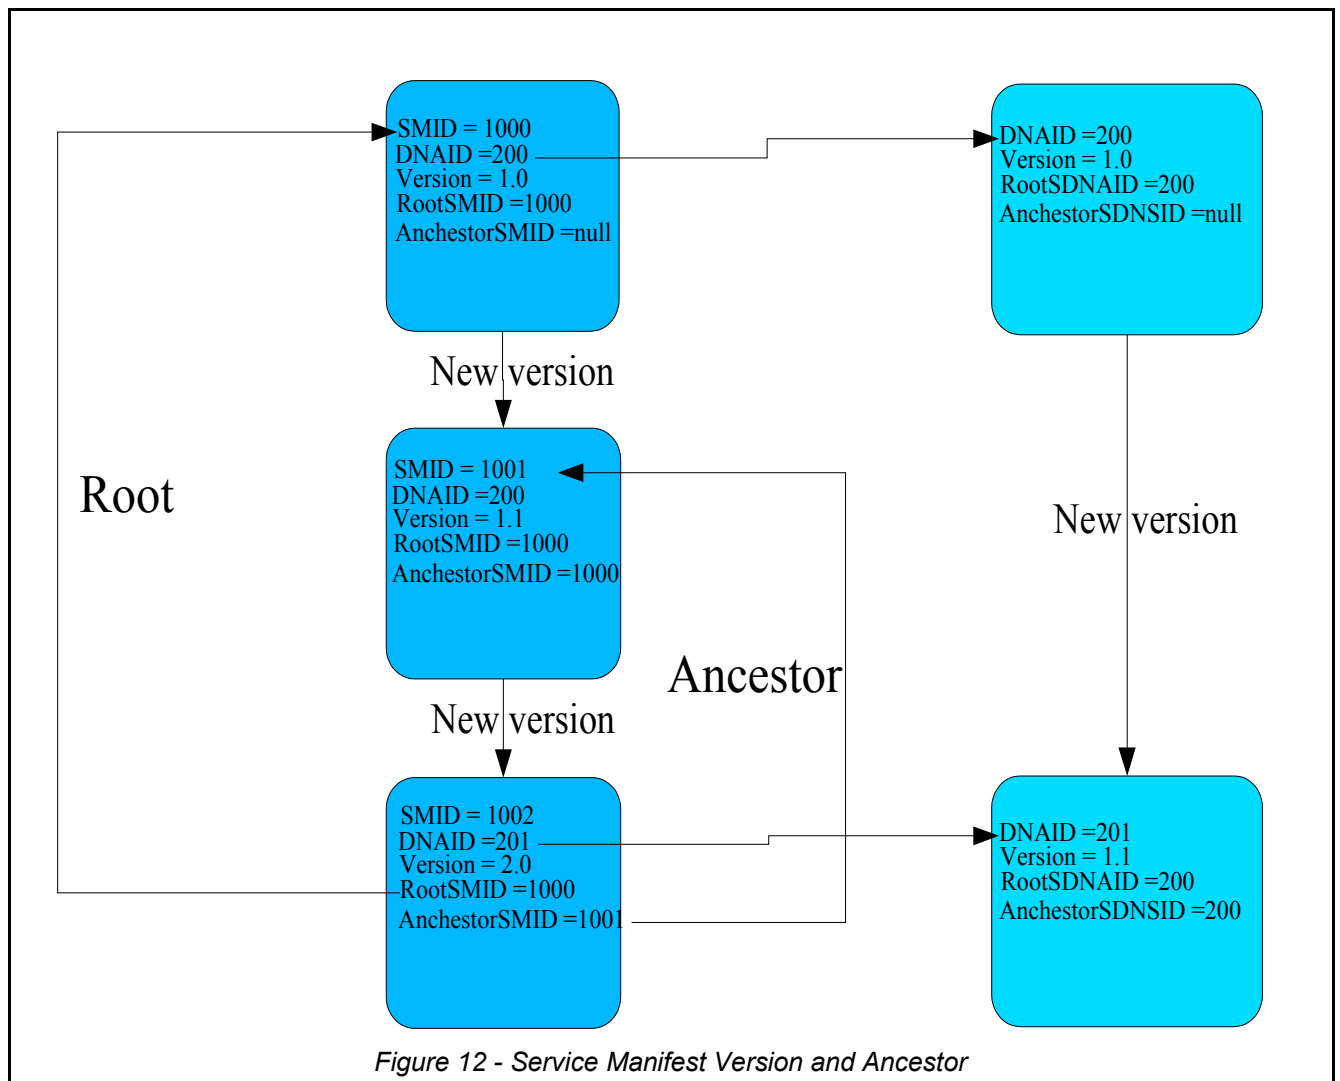 SMID = 1000
DNAID =200
Version = 1.0
RootSMID =1000
AnchestorSMID =null
DNAID =200
Version = 1.0
RootSDNAID =200
AnchestorSDNSID =null
New version
SMID = 1001
DNAID =200
Version = 1.1
RootSMID =1000
AnchestorSMID =1000
Root
New version
Ancestor
New version
SMID = 1002
DNAID =201
Version = 2.0
RootSMID =1000
AnchestorSMID =1001
DNAID =201
Version = 1.1
RootSDNAID =200
AnchestorSDNSID =200
Figure 12 - Service Manifest Version and Ancestor